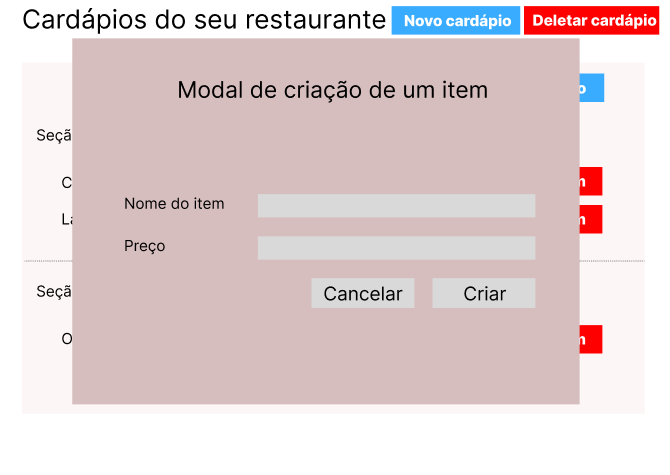 Cardápios do seu restaurante Novo cardápio Deletar cardápio
Modal de criação de um item
Seçã
Nome do item
Preço
Seçã
Cancelar Criar